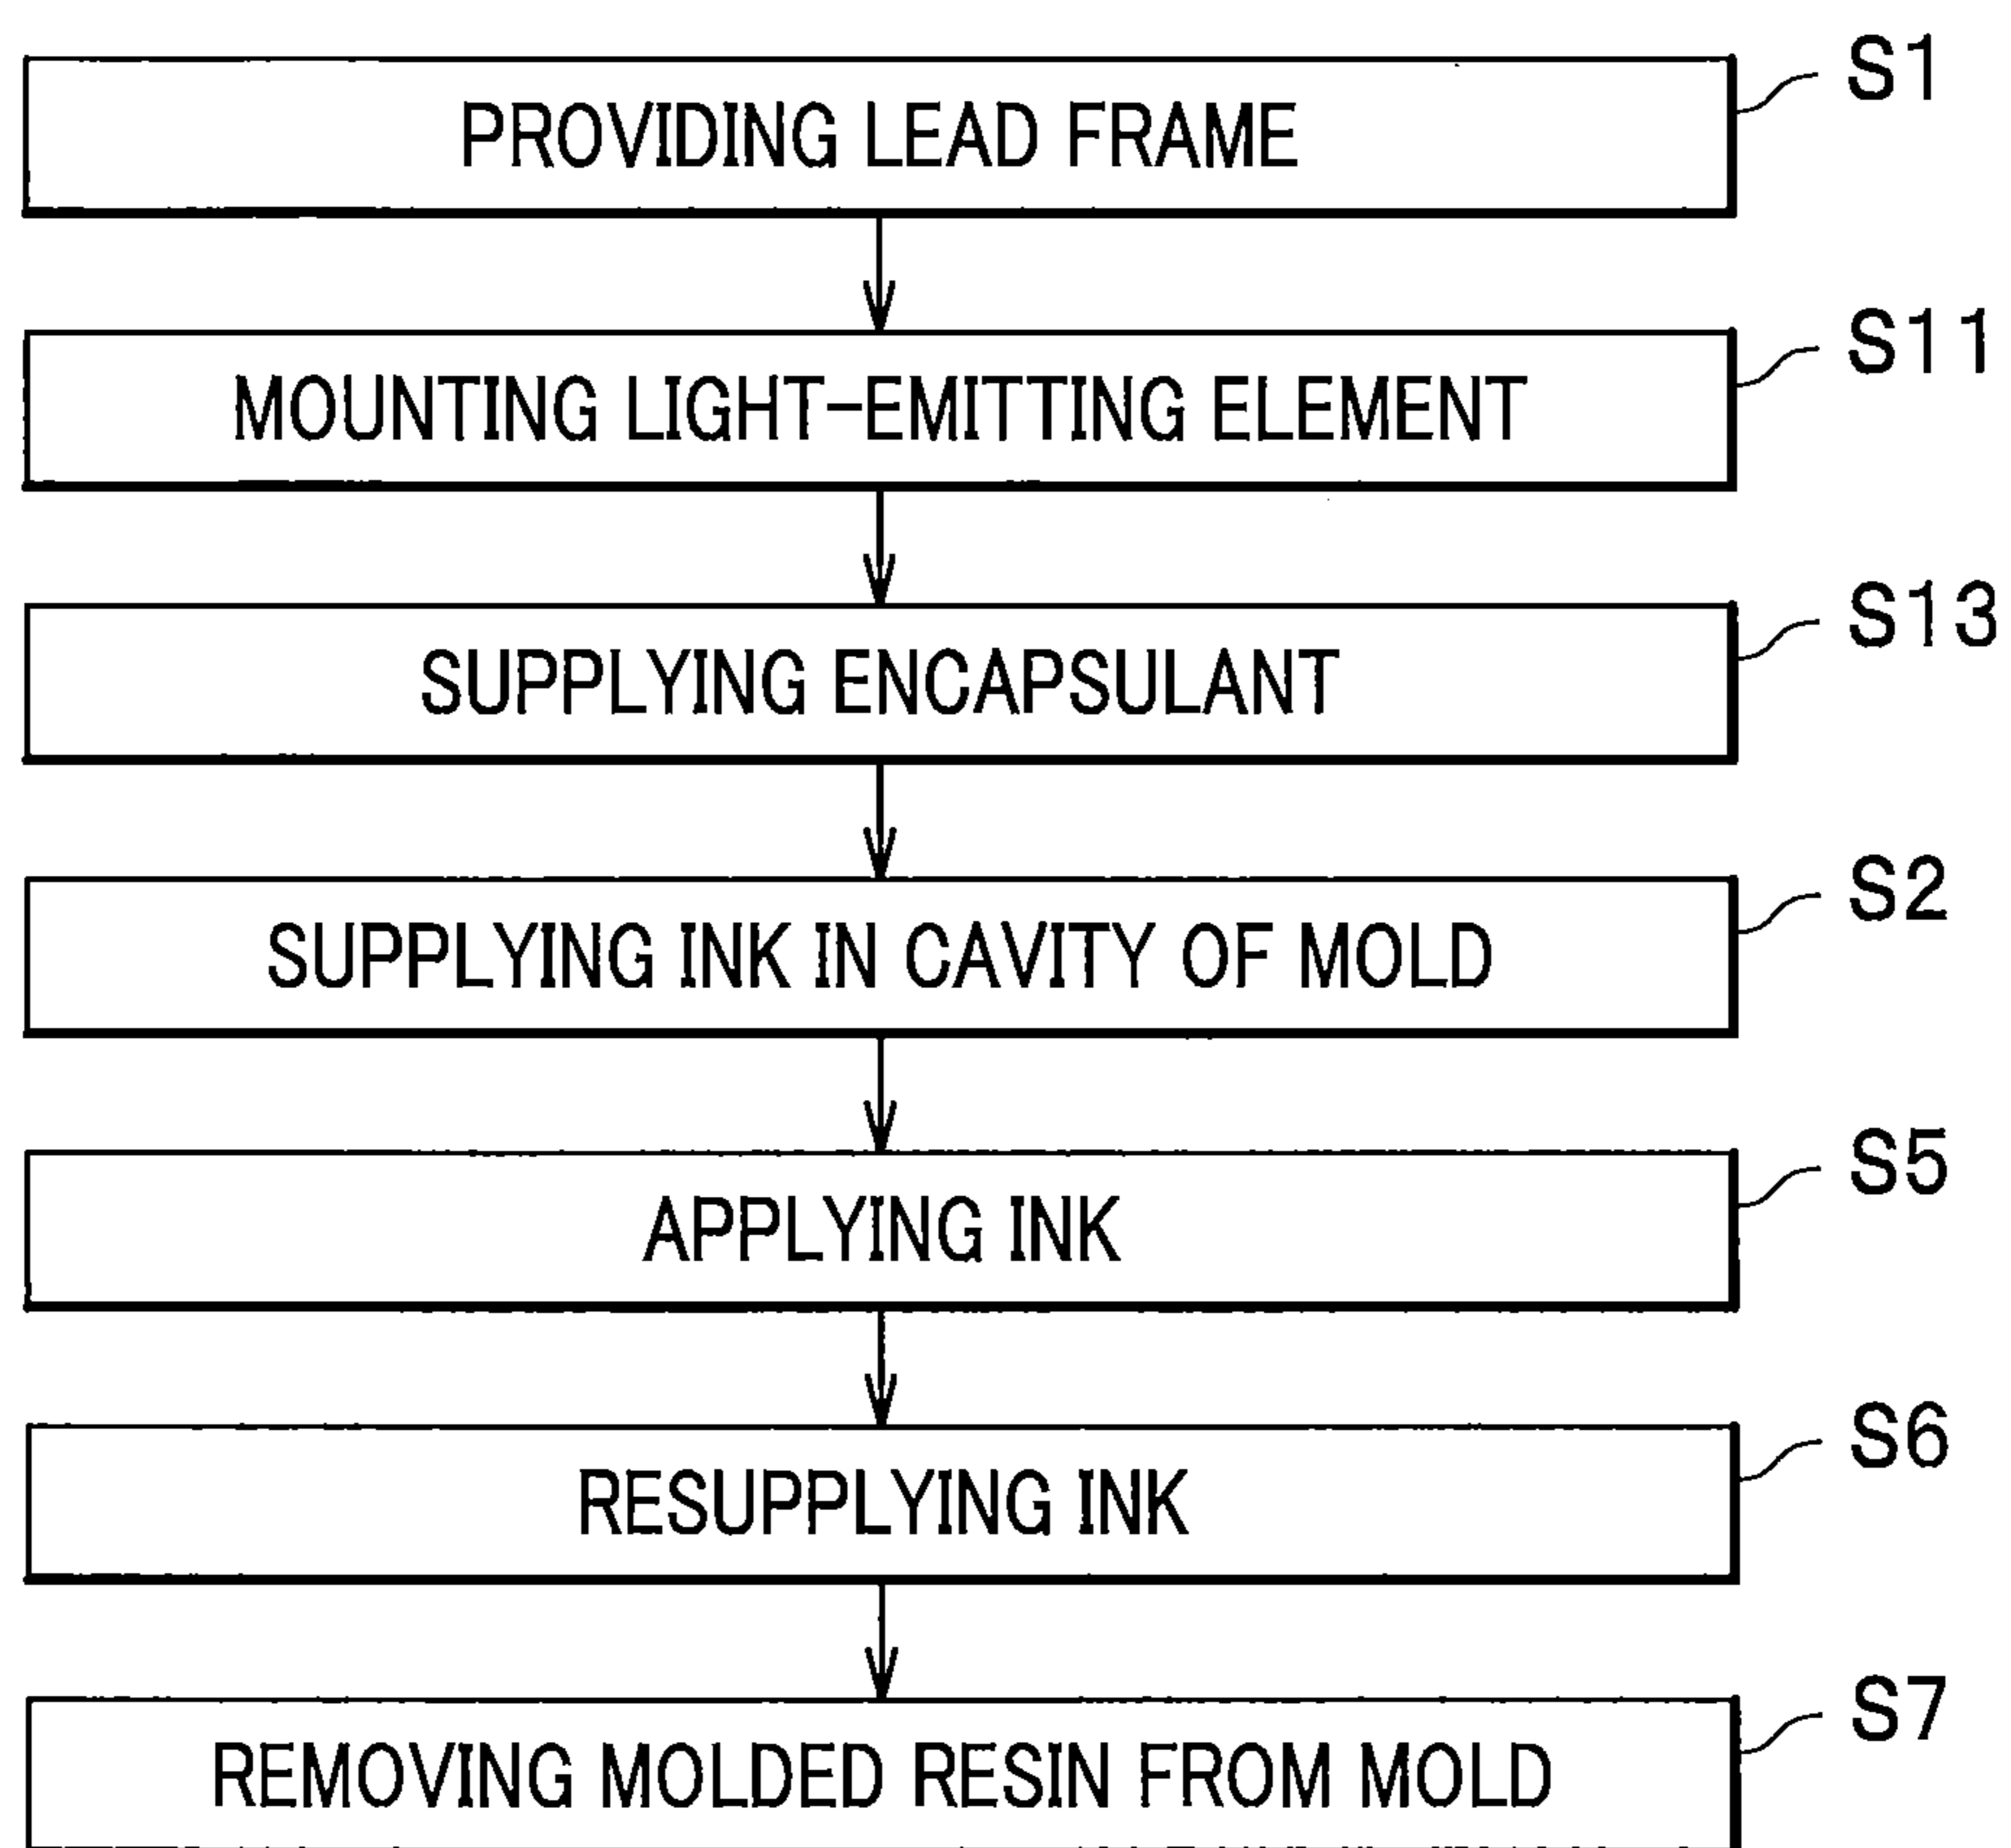 PROVIDING LEAD FRAME S1
MOUNTING LIGHT-EMITTING ELEMENT S11
SUPPLYING ENCAPSULANT S13
SUPPLYING INK IN CAVITY OF MOLD S2
APPLYING INK S5
RESUPPLYING INK S6
REMOVING MOLDED RESIN FROM MOLD S7